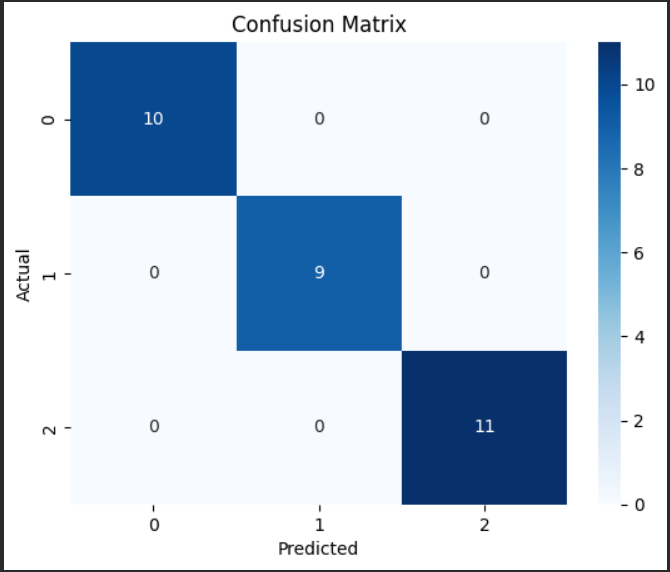 Confusion Matrix
10
0 10 0 0
8
6
Actual
1 0 9 0
4
2
2 0 0 11
0
0 1 2
Predicted